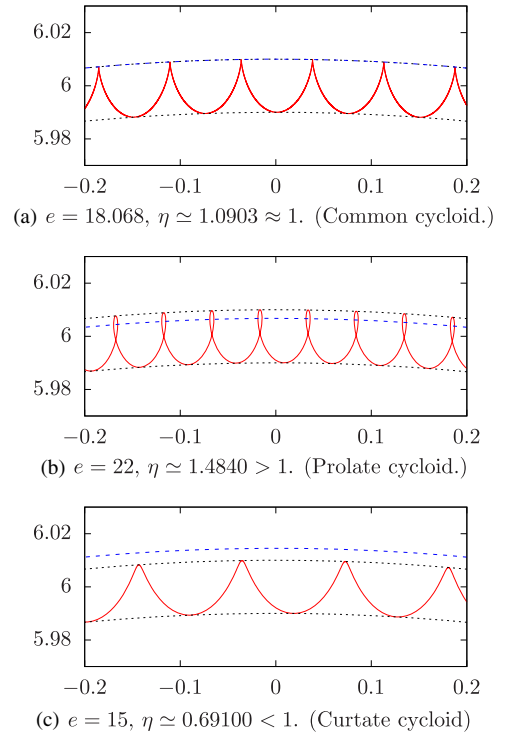 6.02
6
5.98
−0.2 −0.1 0 0.1 0.2
(a) e = 18.068, η ≃ 1.0903 ≈ 1. (Common cycloid.)
6.02
6
5.98
−0.2 −0.1 0 0.1 0.2
(b) e = 22, η ≃ 1.4840 > 1. (Prolate cycloid.)
6.02
6
5.98
−0.2 −0.1 0 0.1 0.2
(c) e = 15, η ≃ 0.69100 < 1. (Curtate cycloid)